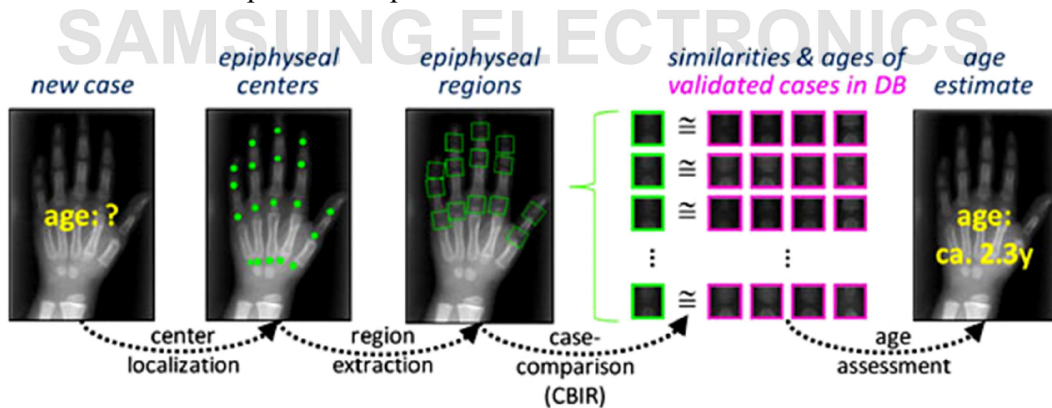 SAMSUNG ELECTRONICS
new case
epiphyseal
centers
epiphyseal
regions
similarities & ages of
validated cases in DB
age
estimate
age: ?
≅
≅
≅
⋮
⋮
≅
age:
ca. 2.3y
center
localization
region
extraction
case-
comparison
(CBIR)
age
assessment